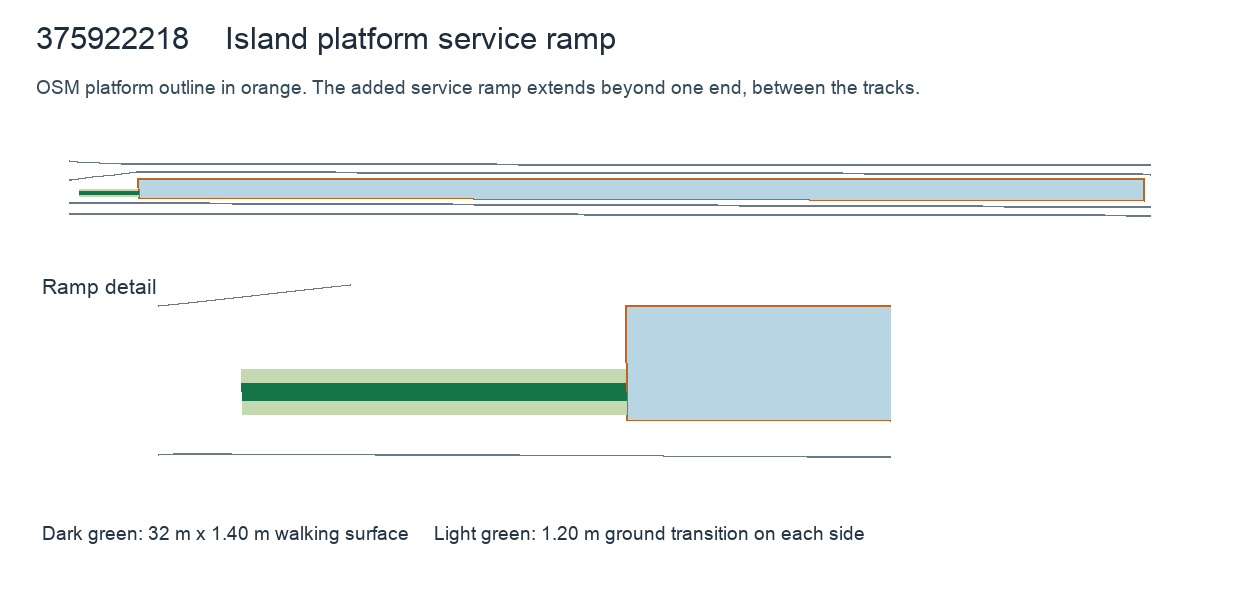 375922218 Island platform service ramp
OSM platform outline in orange. The added service ramp extends beyond one end, between the tracks.
Ramp detail
Dark green: 32 m x 1.40 m walking surface Light green: 1.20 m ground transition on each side